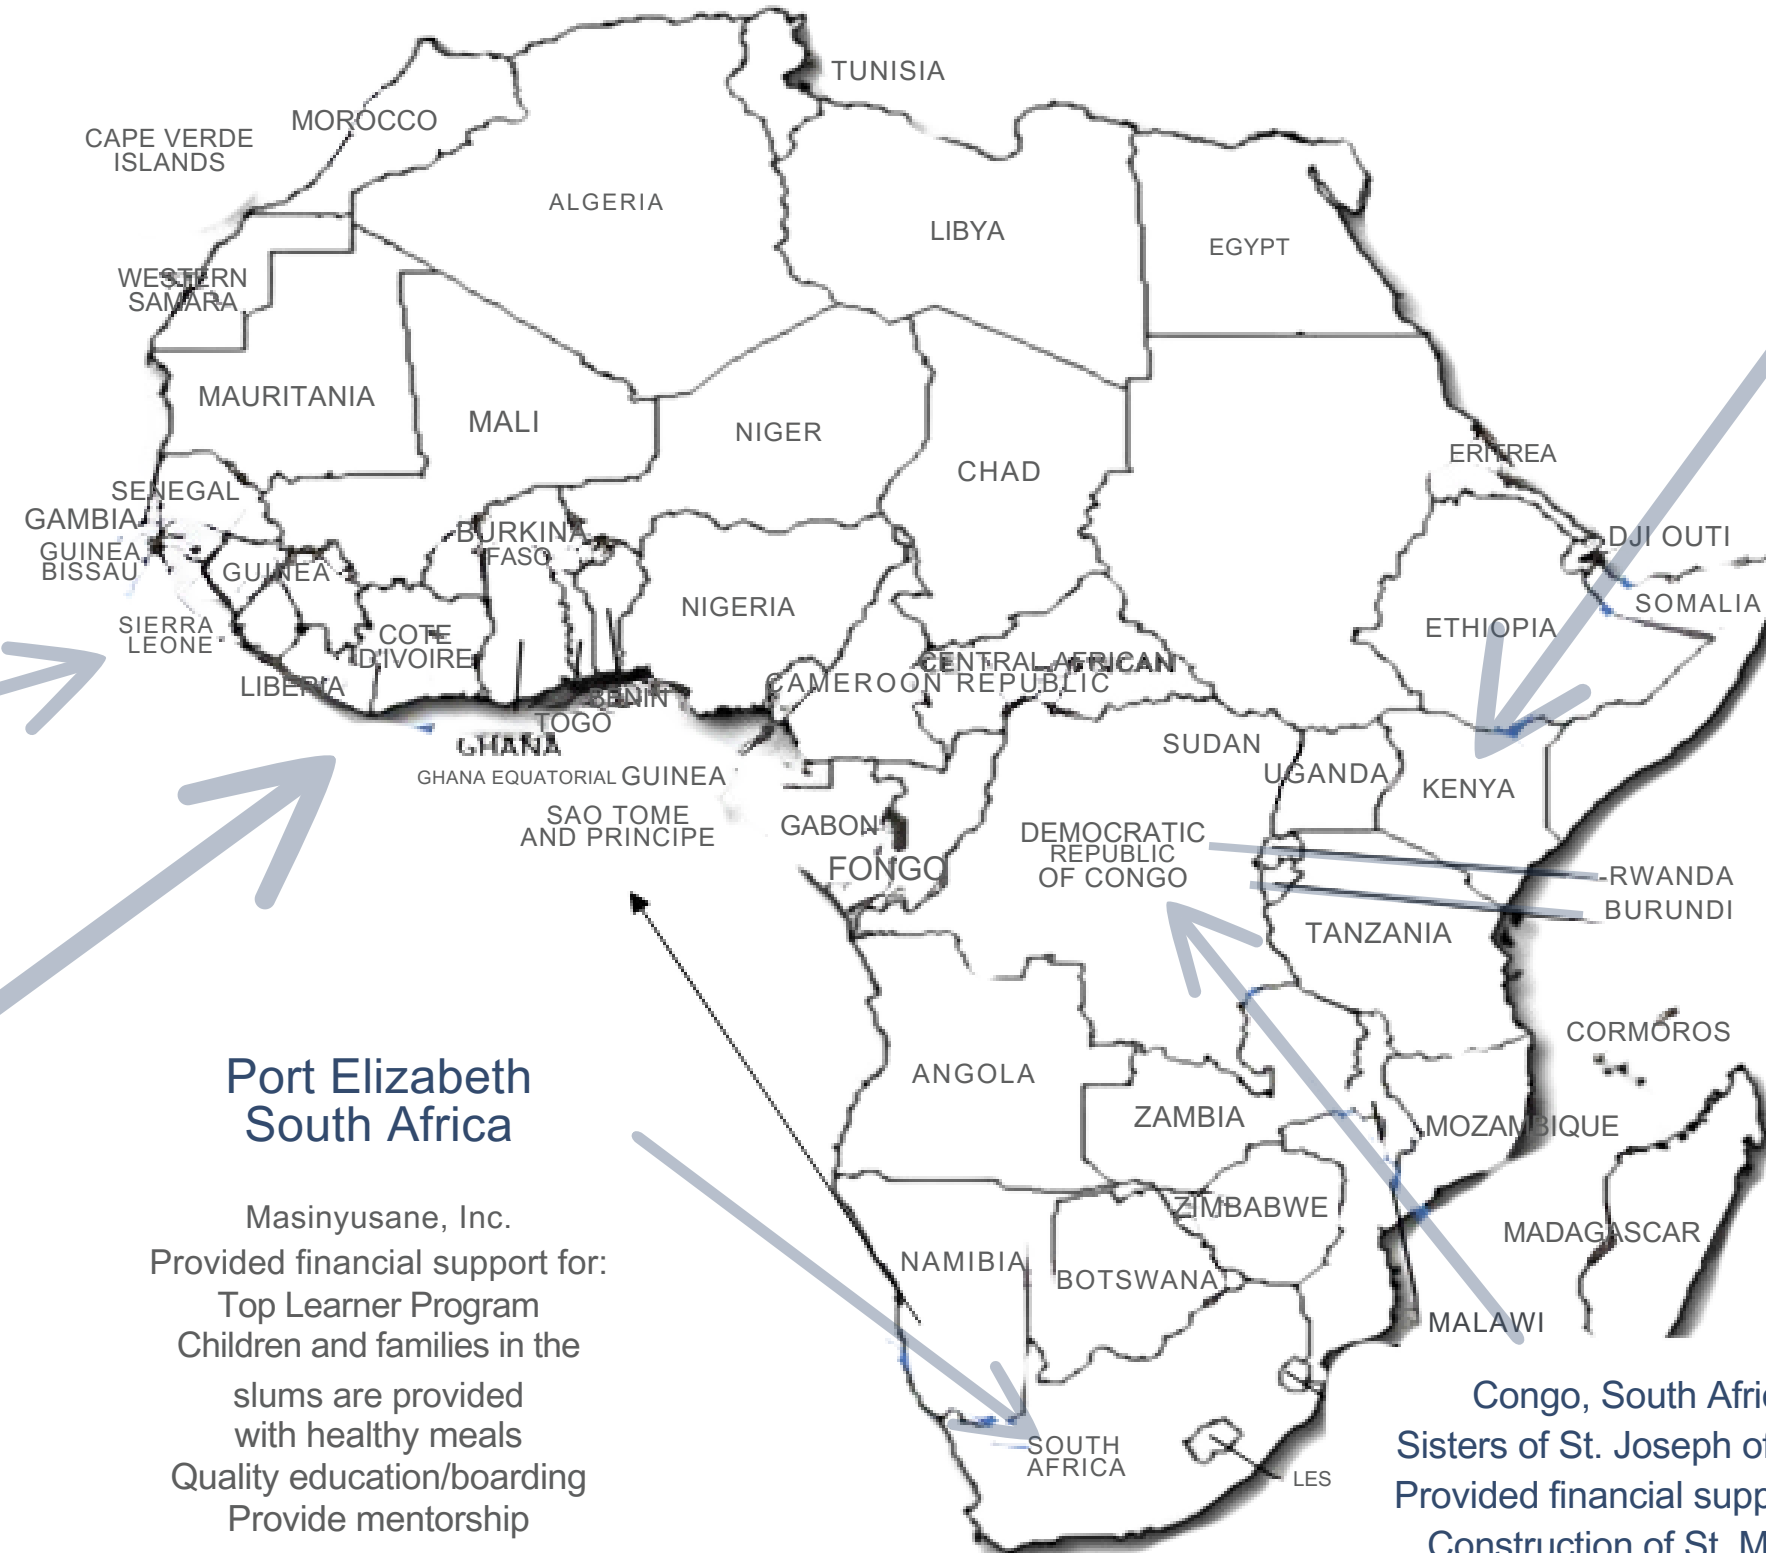 TUNISIA
MOROCCO
CAPE VERDE
ISLANDS
ALGERIA
LIBYA
EGYPT
WESTERN
SAMARA
MAURITANIA
MALI
NIGER
CHAD
ERITREA
SENEGAL
GAMBIA
GUINEA
BISSAU
GUINEA
BURKINA
FASO
DJI OUTI
SOMALIA
ETHIOPIA
NIGERIA
SIERRA
LEONE
COTE
D'IVOIRE
LIBERIA
CENTRAL AFRICAN
CAMEROON REPUBLIC
BENIN
TOGO
GHANA
GHANA EQUATORIAL GUINEA
SUDAN
UGANDA
KENYA
SAO TOME
AND PRINCIPE
GABON
FONGO
DEMOCRATIC
REPUBLIC
OF CONGO
RWANDA
BURUNDI
TANZANIA
CORMOROS
ANGOLA
ZAMBIA
MOZAMBIQUE
ZIMBABWE
MADAGASCAR
NAMIBIA
BOTSWANA
MALAWI
SOUTH
AFRICA
LES
Port Elizabeth
South Africa
Masinyusane, Inc.
Provided financial support for:
Top Learner Program
Children and families in the
slums are provided
with healthy meals
Quality education/boarding
Provide mentorship
Congo, South Afri
Sisters of St. Joseph of
Provided financial supp
Construction of St. M